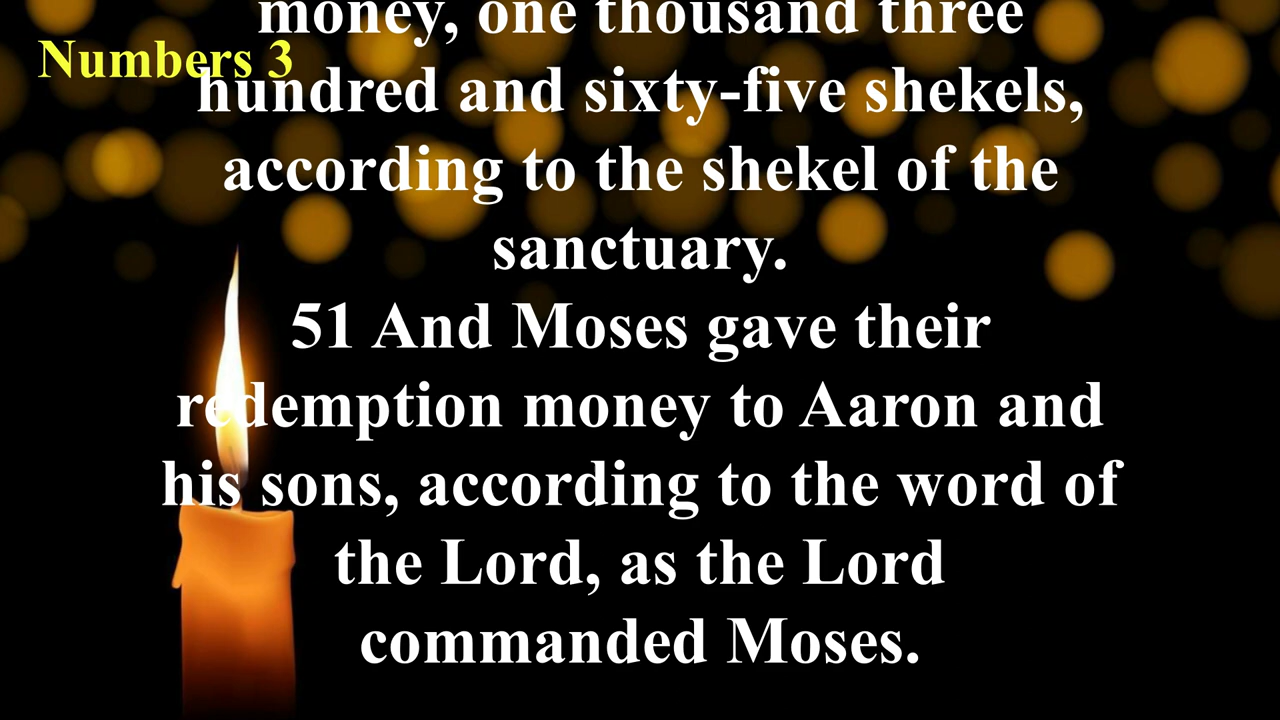 money, one thousand three
Numbers 3
hundred and sixty-five shekels,
according to the shekel of the
sanctuary.
51 And Moses gave their
redemption money to Aaron and
his sons, according to the word of
the Lord, as the Lord
commanded Moses.